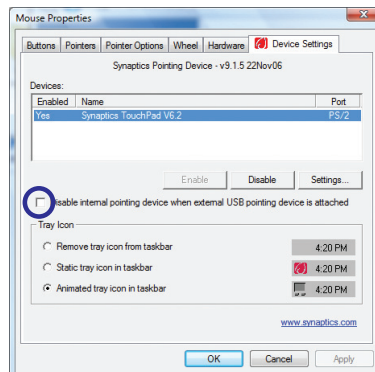 Mouse Properties
Buttons Pointers Pointer Options Wheel Hardware Device Settings
Synaptics Pointing Device - v9.1.5 22Nov06
Devices:
Enabled Name Port
Yes Synaptics TouchPad V6.2 PS/2
Enable Disable Settings...
isable internal pointing device when external USB pointing device is attached
Tray Icon
Remove tray icon from taskbar 4:20 PM
Static tray icon in taskbar 4:20 PM
Animated tray icon in taskbar 4:20 PM
www.synaptics.com
OK Cancel Apply